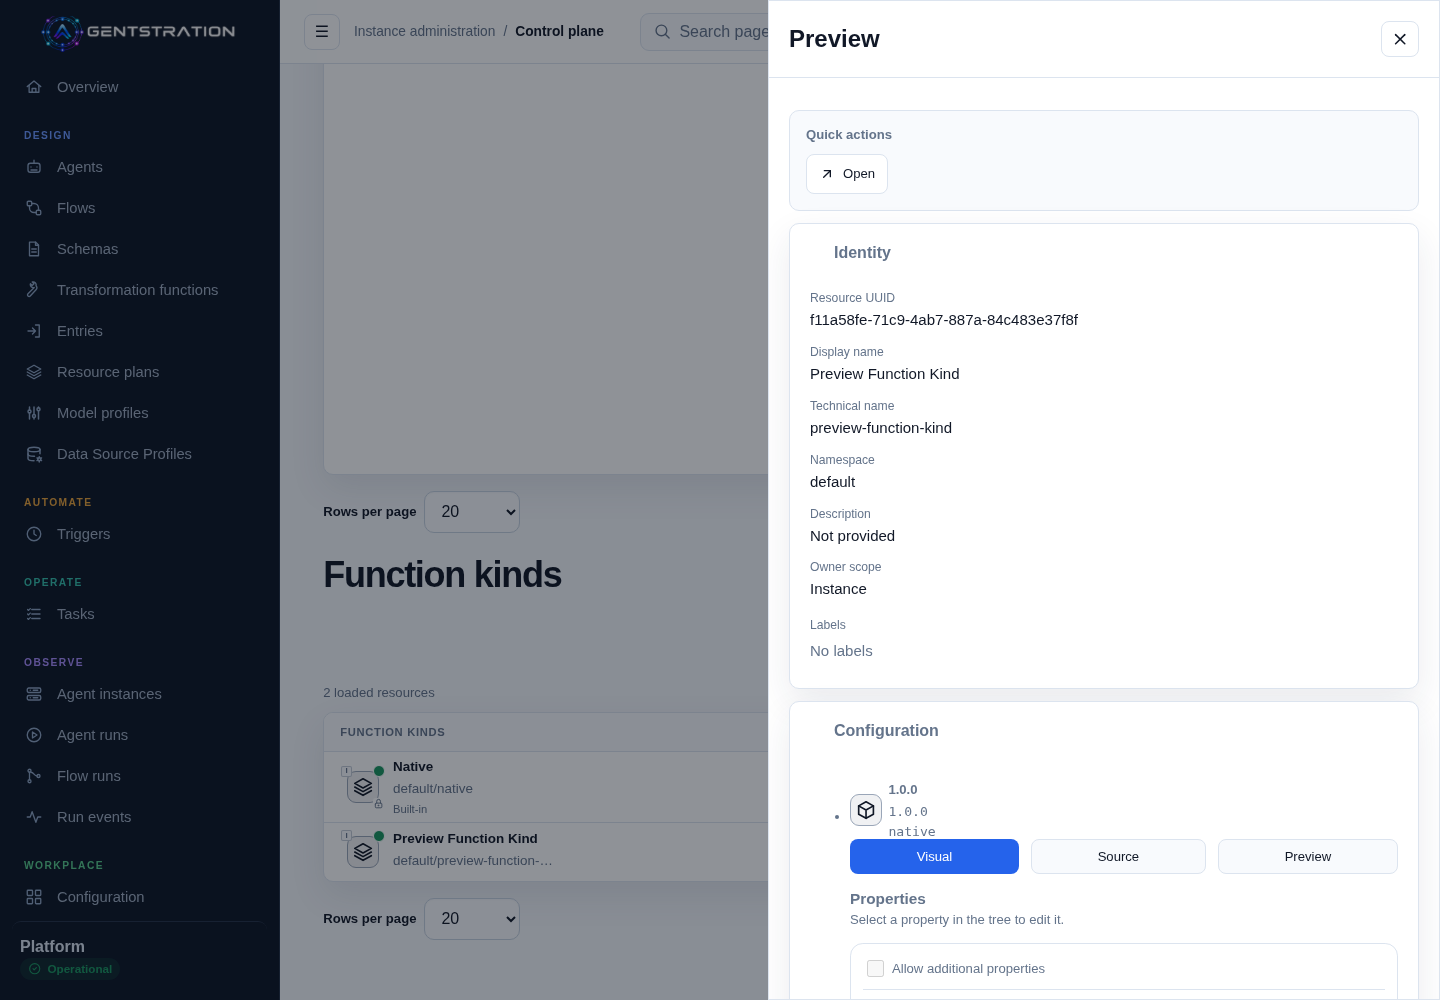 GENTSTRATION
Overview
DESIGN
Agents
Flows
Schemas
Transformation functions
Entries
Resource plans
Model profiles
Data Source Profiles
AUTOMATE
Triggers
OPERATE
Tasks
OBSERVE
Agent instances
Agent runs
Flow runs
Run events
WORKPLACE
Configuration
Platform
Operational
Instance administration / Control plane
Search page
Rows per page 20
Function kinds
2 loaded resources
FUNCTION KINDS
I
Native
default/native
Built-in
I
Preview Function Kind
default/preview-function-...
Rows per page 20
Preview
Quick actions
Open
Identity
Resource UUID
f11a58fe-71c9-4ab7-887a-84c483e37f8f
Display name
Preview Function Kind
Technical name
preview-function-kind
Namespace
default
Description
Not provided
Owner scope
Instance
Labels
No labels
Configuration
1.0.0
1.0.0
native
Visual Source Preview
Properties
Select a property in the tree to edit it.
Allow additional properties